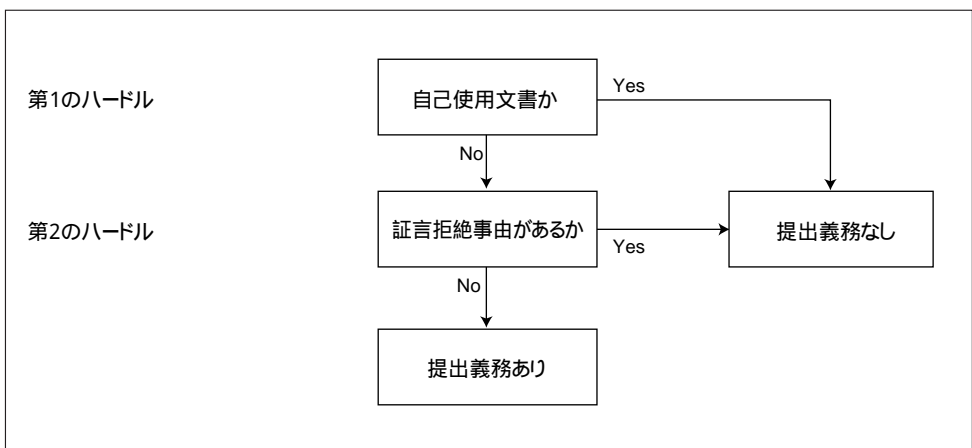 第1のハードル
自己使用文書か
Yes
No
第2のハードル
証言拒絶事由があるか
Yes
提出義務なし
No
提出義務あり